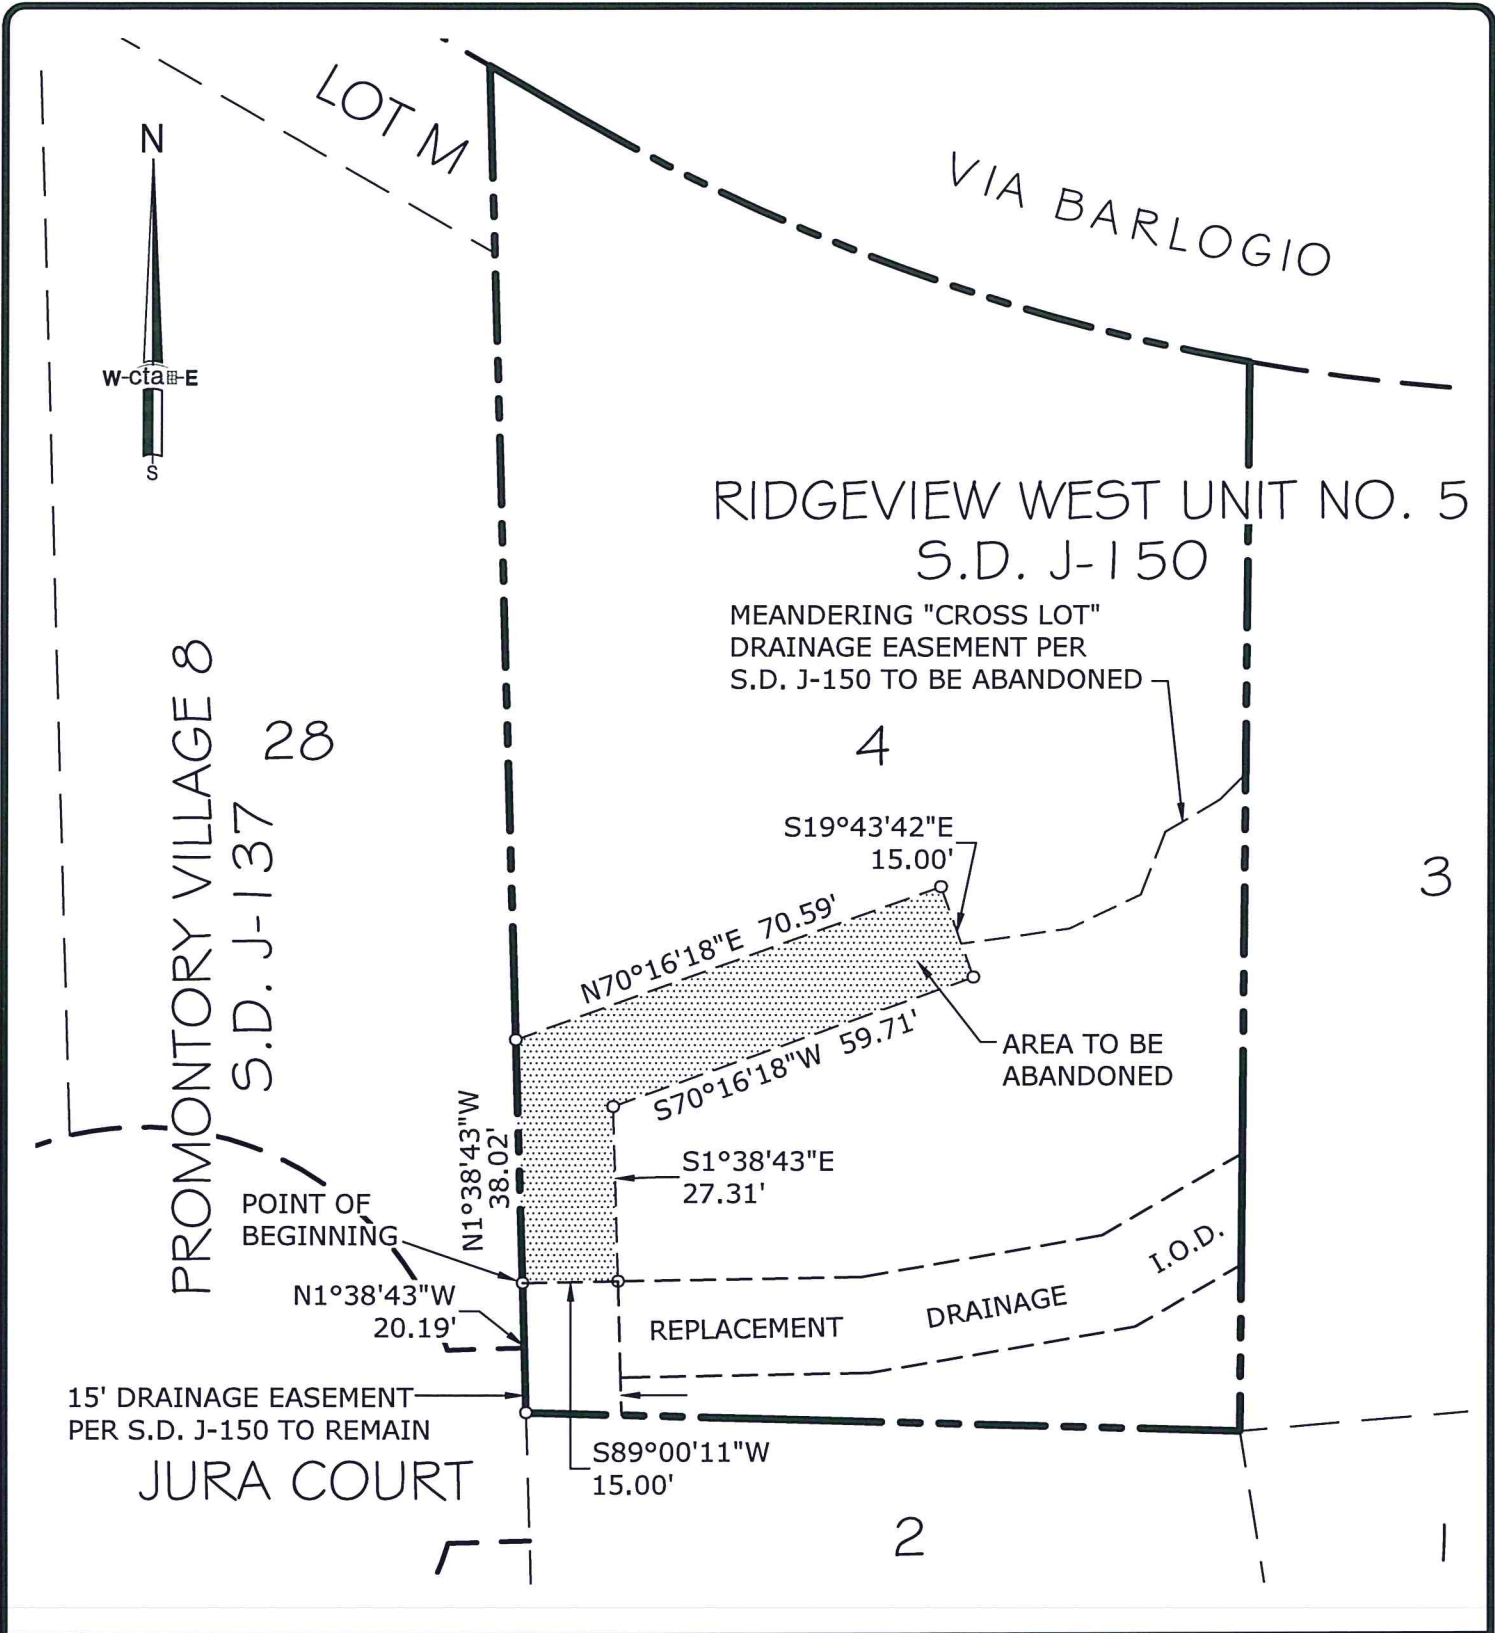 LOT M
N
VIA BARLOGIO
W-cta-E
S
RIDGEVIEW WEST UNIT NO. 5
S.D. J-150
MEANDERING "CROSS LOT"
DRAINAGE EASEMENT PER
S.D. J-150 TO BE ABANDONED
PROMONTORY VILLAGE 8
S.D. J-137
28
4
3
S19°43'42"E
15.00'
N70°16'18"E 70.59'
S70°16'18"W 59.71'
AREA TO BE
ABANDONED
N1°38'43"W
38.02'
S1°38'43"E
27.31'
POINT OF
BEGINNING
N1°38'43"W
20.19'
REPLACEMENT DRAINAGE I.O.D.
15' DRAINAGE EASEMENT
PER S.D. J-150 TO REMAIN
S89°00'11"W
15.00'
JURA COURT
2
1